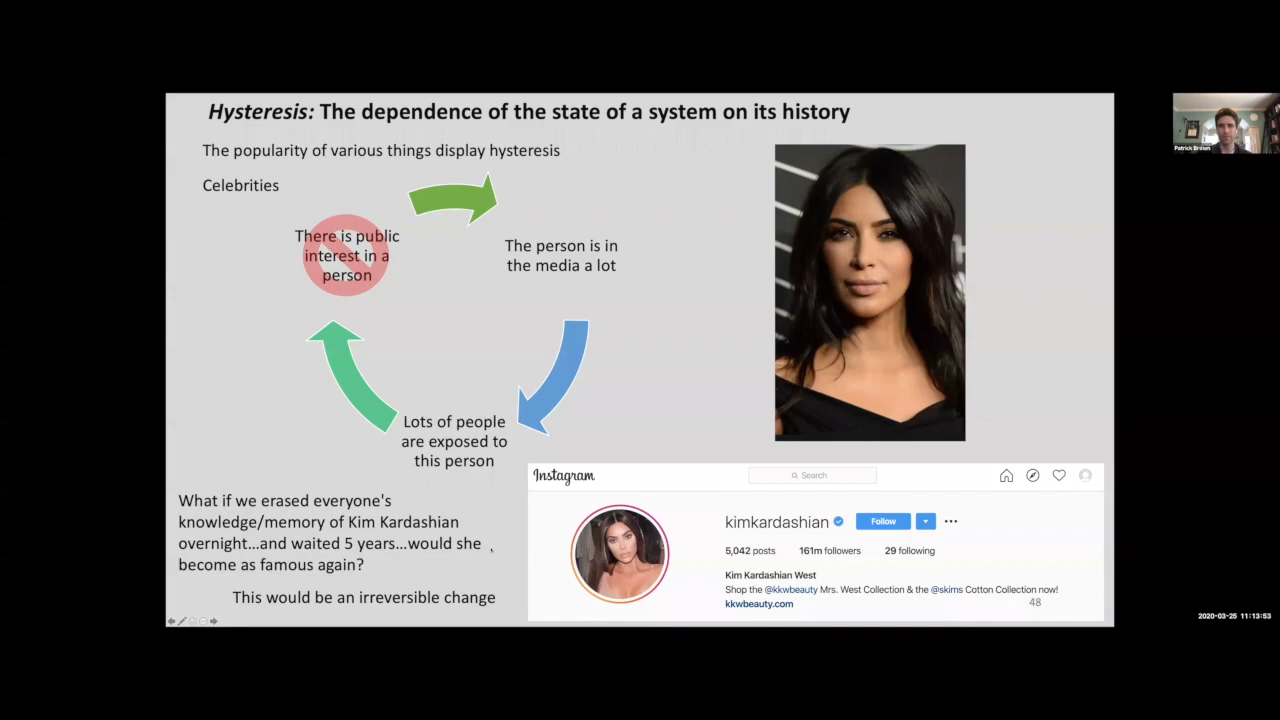 Hysteresis: The dependence of the state of a system on its history
The popularity of various things display hysteresis
Celebrities
There is public
interest in a
person
The person is in
the media a lot
Lots of people
are exposed to
this person
What if we erased everyone's
knowledge/memory of Kim Kardashian
overnight...and waited 5 years...would she
become as famous again?
This would be an irreversible change
Instagram
Search
kimkardashian
Follow
5,042 posts 161m followers 29 following
Kim Kardashian West
Shop the @kkwbeauty Mrs. West Collection & the @skims Cotton Collection now!
kkwbeauty.com
48
Patrick Brown
2020-03-25 11:13:53